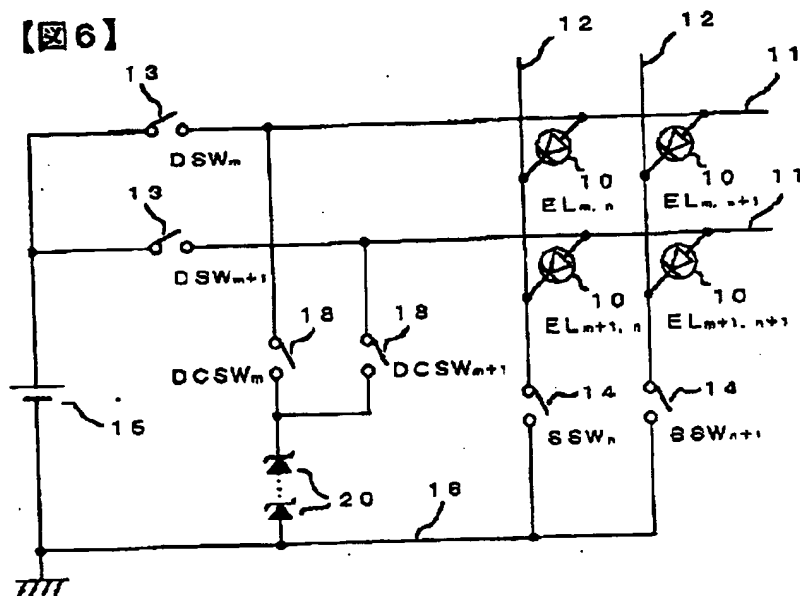 【図6】
12 12
13 11
DSWm
10 10
ELm,n ELm,n+1
13 11
DSWm+1
10 10
ELm+1,n ELm+1,n+1
18 18
DCSWm DCSWm+1
14 14
15
SSWn SSWn+1
20
16